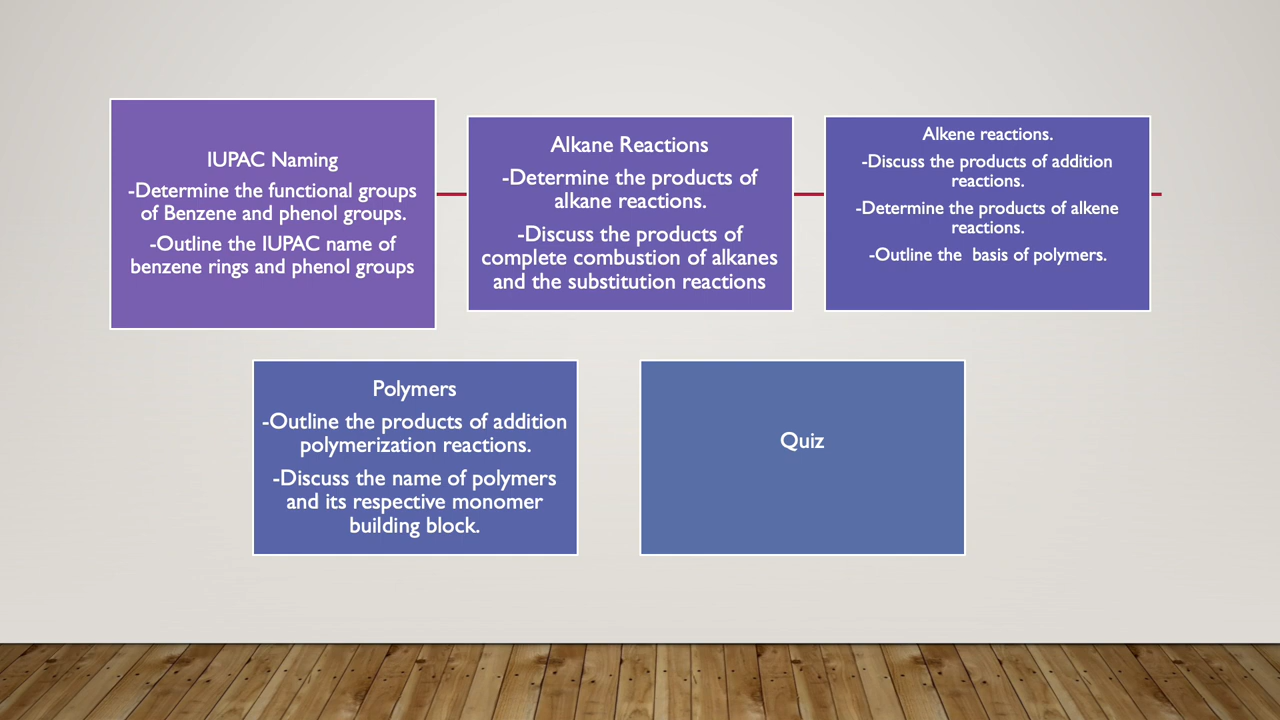 IUPAC Naming
-Determine the functional groups
of Benzene and phenol groups.
-Outline the IUPAC name of
benzene rings and phenol groups
Alkane Reactions
-Determine the products of
alkane reactions.
-Discuss the products of
complete combustion of alkanes
and the substitution reactions
Alkene reactions.
-Discuss the products of addition
reactions.
-Determine the products of alkene
reactions.
-Outline the  basis of polymers.
Polymers
-Outline the products of addition
polymerization reactions.
-Discuss the name of polymers
and its respective monomer
building block.
Quiz